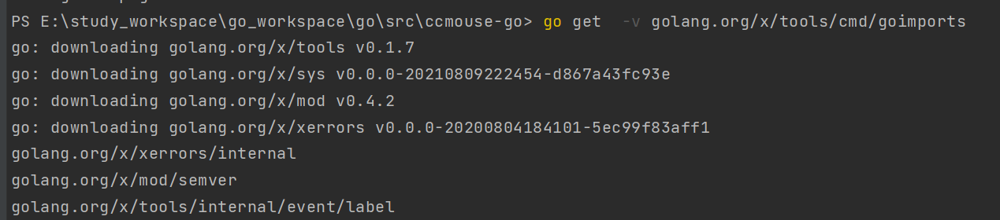 PS E:\study_workspace\go_workspace\go\src\ccmouse-go> go get  -v golang.org/x/tools/cmd/goimports
go: downloading golang.org/x/tools v0.1.7
go: downloading golang.org/x/sys v0.0.0-20210809222454-d867a43fc93e
go: downloading golang.org/x/mod v0.4.2
go: downloading golang.org/x/xerrors v0.0.0-20200804184101-5ec99f83aff1
golang.org/x/xerrors/internal
golang.org/x/mod/semver
golang.org/x/tools/internal/event/label